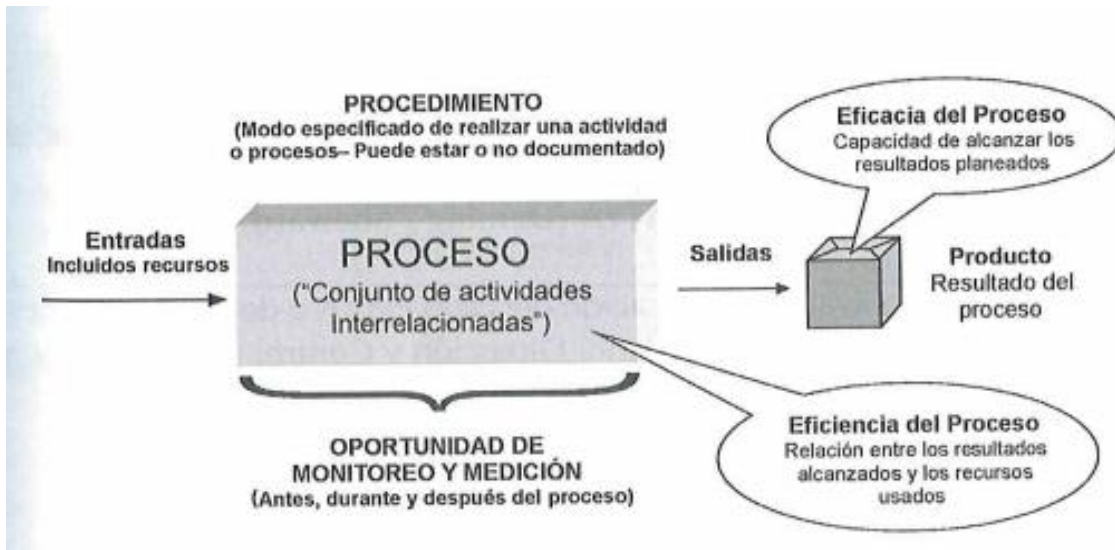 PROCEDIMIENTO
(Modo especificado de realizar una actividad
o procesos– Puede estar o no documentado)
Eficacia del Proceso
Capacidad de alcanzar los
resultados planeados
Entradas
Incluidos recursos
PROCESO
("Conjunto de actividades
Interrelacionadas")
Salidas
Producto
Resultado del
proceso
OPORTUNIDAD DE
MONITOREO Y MEDICIÓN
(Antes, durante y después del proceso)
Eficiencia del Proceso
Relación entre los resultados
alcanzados y los recursos
usados